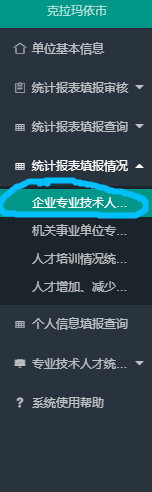 克拉玛依市
单位基本信息
统计报表填报审核
统计报表填报查询
统计报表填报情况
企业专业技术人...
机关事业单位专...
人才培训情况统...
人才增加、减少...
个人信息填报查询
专业技术人才统...
? 系统使用帮助